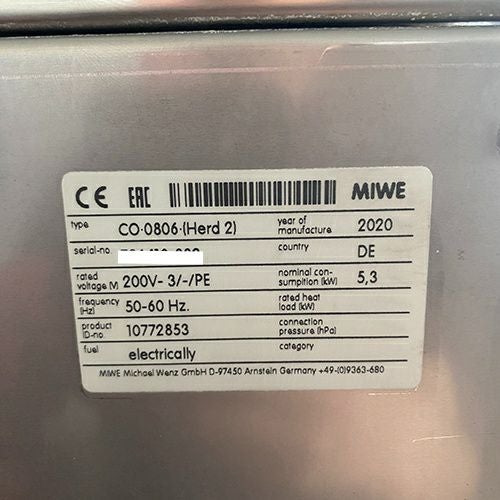 CE EAC MIWE
type CO·0806·(Herd 2) year of manufacture 2020
serial-no. country DE
rated voltage (V) 200V- 3/-/PE nominal con-sumption (kW) 5,3
frequency (Hz) 50-60 Hz. rated heat load (kW)
product ID-no. 10772853 connection pressure (hPa)
fuel electrically category
MIWE Michael Wenz GmbH D-97450 Arnstein Germany +49-(0)9363-680